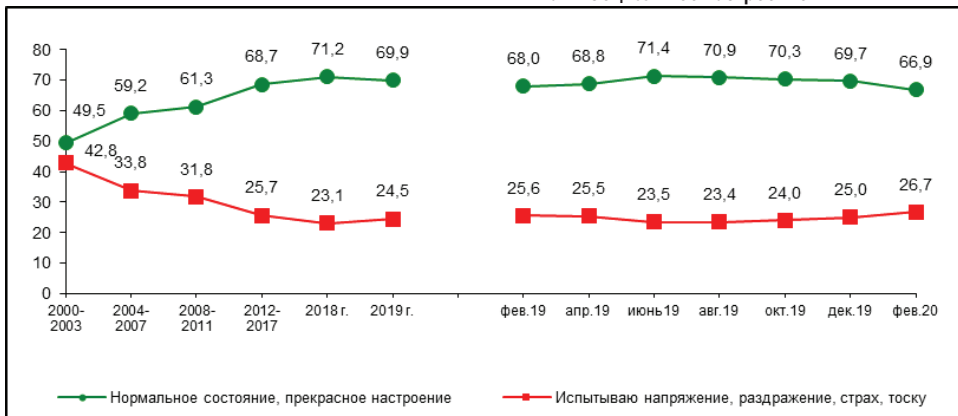 80
70
60
50
40
30
20
10
0
49,5 59,2 61,3 68,7 71,2 69,9 68,0 68,8 71,4 70,9 70,3 69,7 66,9
42,8 33,8 31,8 25,7 23,1 24,5 25,6 25,5 23,5 23,4 24,0 25,0 26,7
2000- 2004- 2008- 2012- 2018 г. 2019 г. фев.19 апр.19 июнь19 авг.19 окт.19 дек.19 фев.20
2003 2007 2011 2017
Нормальное состояние, прекрасное настроение Испытываю напряжение, раздражение, страх, тоску